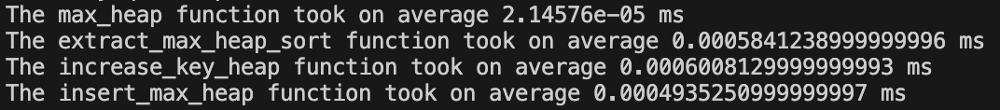 The max_heap function took on average 2.14576e-05 ms
The extract_max_heap_sort function took on average 0.0005841238999999996 ms
The increase_key_heap function took on average 0.0006008129999999993 ms
The insert_max_heap function took on average 0.0004935250999999997 ms